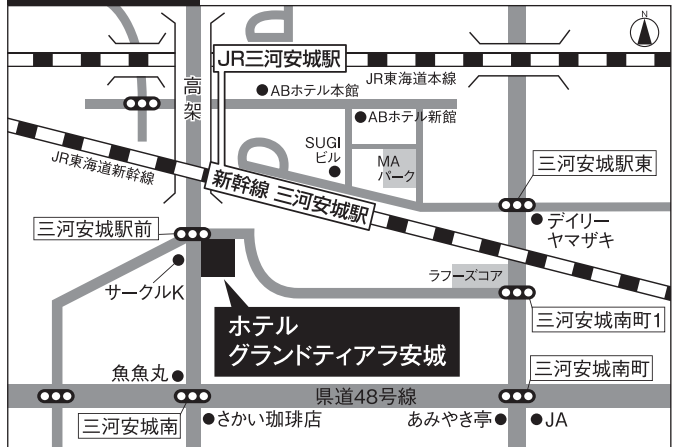 N
JR三河安城駅
JR東海道本線
高架
ABホテル本館
ABホテル新館
SUGI
ビル
MA
パーク
JR東海道新幹線
新幹線 三河安城駅
三河安城駅東
デイリー
ヤマザキ
三河安城駅前
サークルK
ラフーズコア
三河安城南町1
ホテル
グランドティアラ安城
魚魚丸
三河安城南町
県道48号線
三河安城南
さかい珈琲店
あみやき亭
JA